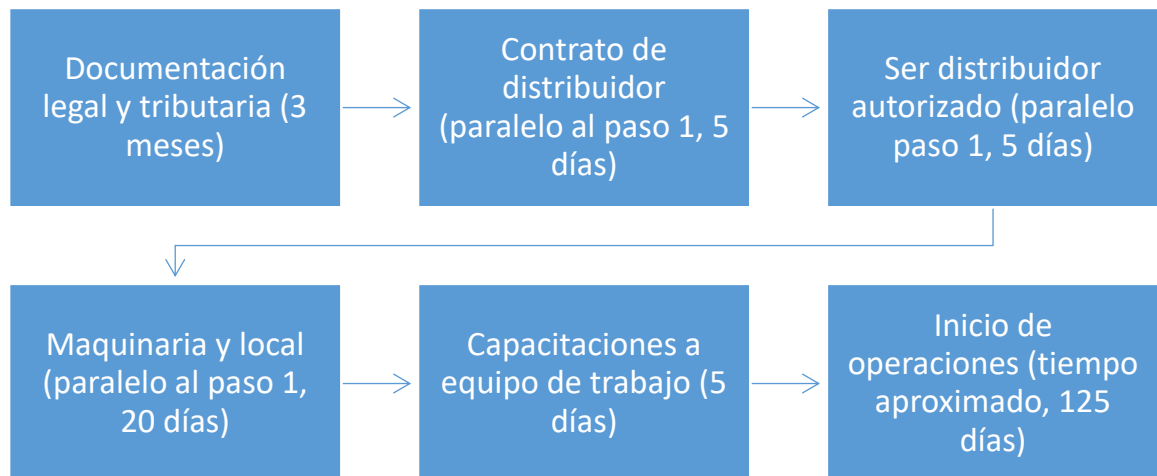 Documentación
legal y tributaria (3
meses)
Contrato de
distribuidor
(paralelo al paso 1, 5
días)
Ser distribuidor
autorizado (paralelo
paso 1, 5 días)
Maquinaria y local
(paralelo al paso 1,
20 días)
Capacitaciones a
equipo de trabajo (5
días)
Inicio de
operaciones (tiempo
aproximado, 125
días)